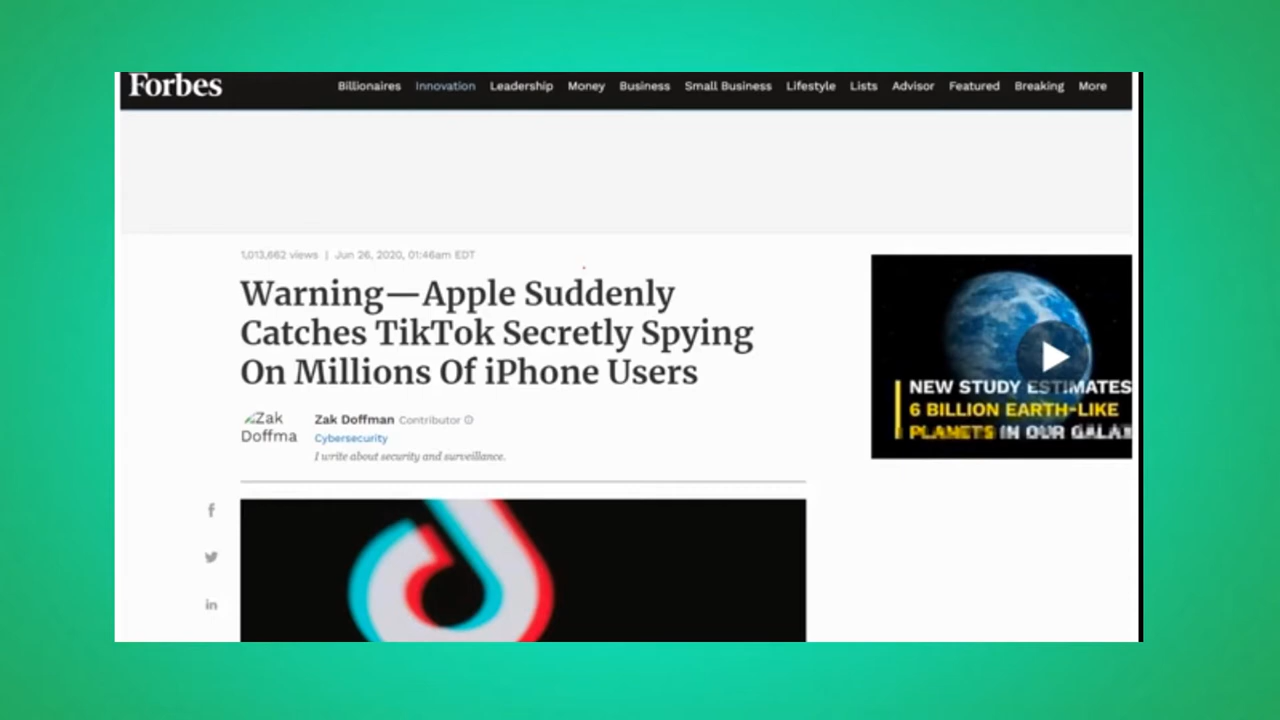 Forbes
Billionaires Innovation Leadership Money Business Small Business Lifestyle Lists Advisor Featured Breaking More
1,013,662 views | Jun 26, 2020, 01:46am EDT
Warning—Apple Suddenly
Catches TikTok Secretly Spying
On Millions Of iPhone Users
Zak
Doffma
Zak Doffman Contributor
Cybersecurity
I write about security and surveillance.
NEW STUDY ESTIMATES
6 BILLION EARTH-LIKE
PLANETS IN OUR GALAX
f
in